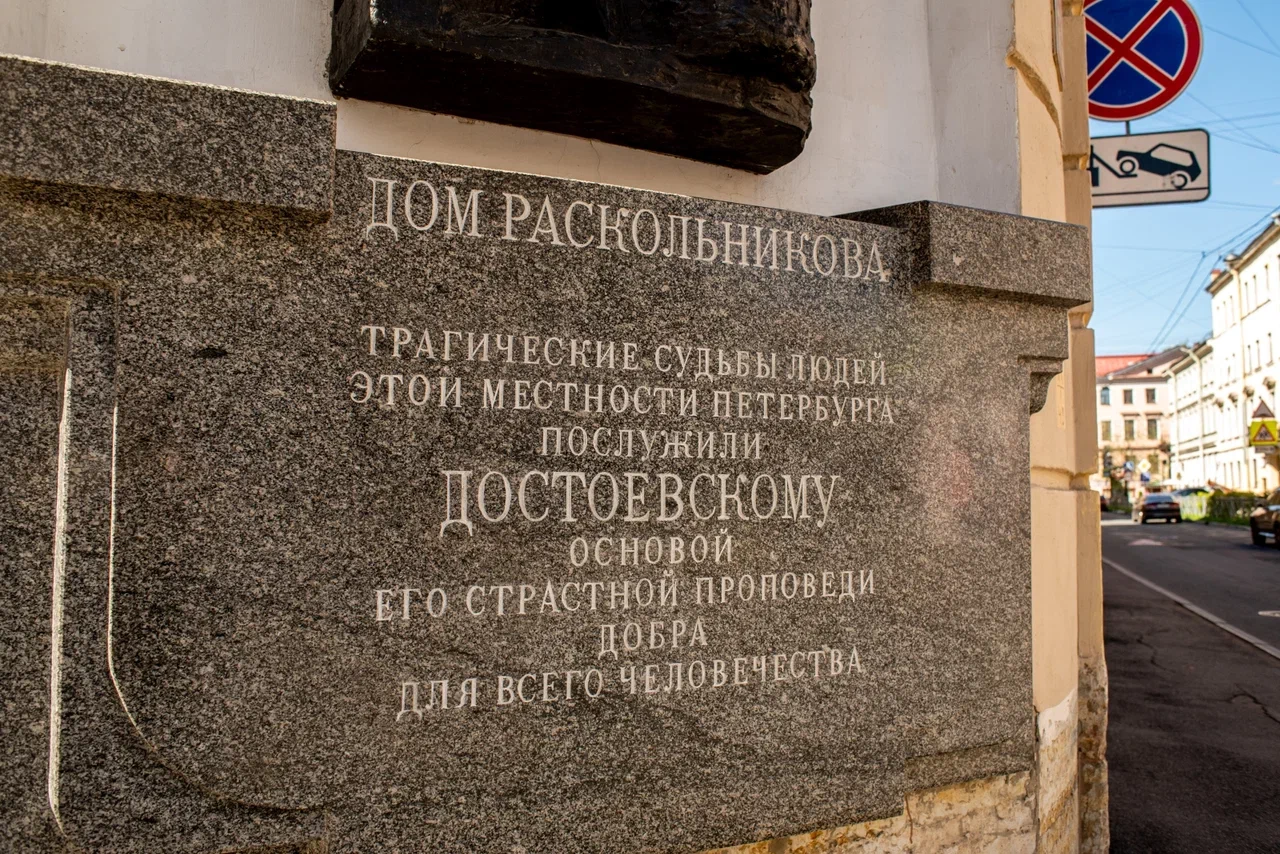 ДОМ РАСКОЛЬНИКОВА
ТРАГИЧЕСКИЕ СУДЬБЫ ЛЮДЕЙ
ЭТОЙ МЕСТНОСТИ ПЕТЕРБУРГА
ПОСЛУЖИЛИ
ДОСТОЕВСКОМУ
ОСНОВОЙ
ЕГО СТРАСТНОЙ ПРОПОВЕДИ
ДОБРА
ДЛЯ ВСЕГО ЧЕЛОВЕЧЕСТВА